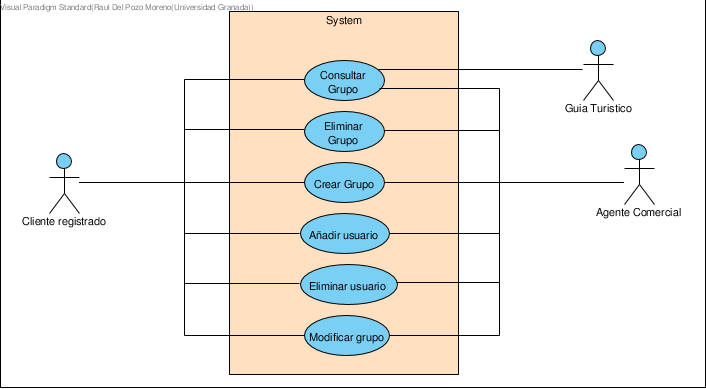 Visual Paradigm Standard(Raul Del Pozo Moreno(Universidad Granada))
System
Consultar
Grupo
Guia Turistico
Eliminar
Grupo
Crear Grupo
Cliente registrado
Agente Comercial
Añadir usuario
Eliminar usuario
Modificar grupo